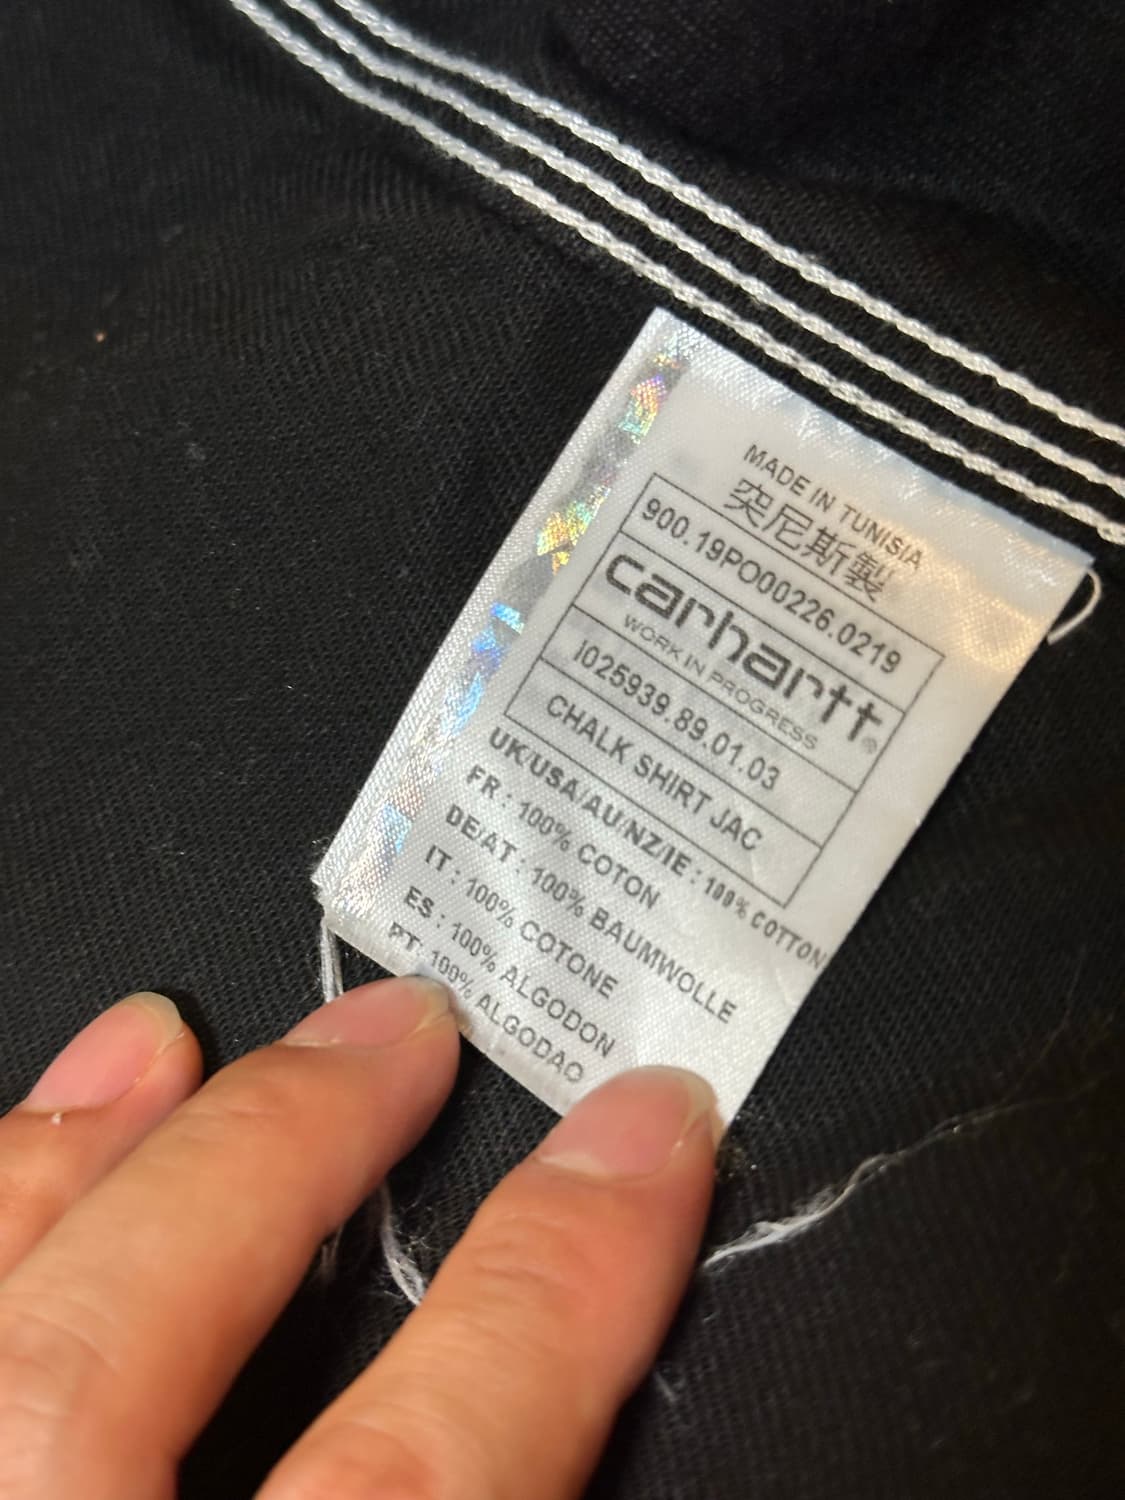 MADE IN TUNISIA
突尼斯製
900.19PO00226.0219
carhartt®
WORK IN PROGRESS
I025939.89.01.03
CHALK SHIRT JAC
UK/USA/AU/NZ/IE : 100% COTTON
FR : 100% COTON
DE/AT : 100% BAUMWOLLE
IT : 100% COTONE
ES : 100% ALGODON
PT: 100% ALGODAO